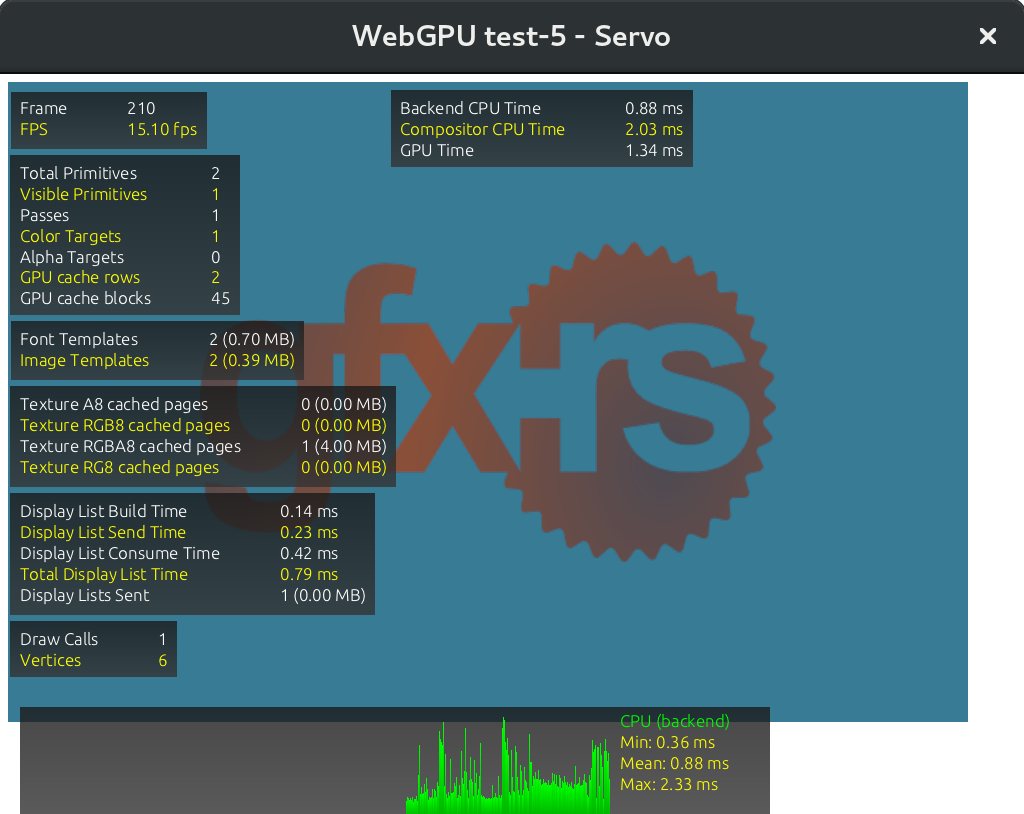 WebGPU test-5 - Servo
Frame 210
FPS 15.10 fps
Backend CPU Time 0.88 ms
Compositor CPU Time 2.03 ms
GPU Time 1.34 ms
Total Primitives 2
Visible Primitives 1
Passes 1
Color Targets 1
Alpha Targets 0
GPU cache rows 2
GPU cache blocks 45
Font Templates 2 (0.70 MB)
Image Templates 2 (0.39 MB)
gfx-rs
Texture A8 cached pages 0 (0.00 MB)
Texture RGB8 cached pages 0 (0.00 MB)
Texture RGBA8 cached pages 1 (4.00 MB)
Texture RG8 cached pages 0 (0.00 MB)
Display List Build Time 0.14 ms
Display List Send Time 0.23 ms
Display List Consume Time 0.42 ms
Total Display List Time 0.79 ms
Display Lists Sent 1 (0.00 MB)
Draw Calls 1
Vertices 6
CPU (backend)
Min: 0.36 ms
Mean: 0.88 ms
Max: 2.33 ms